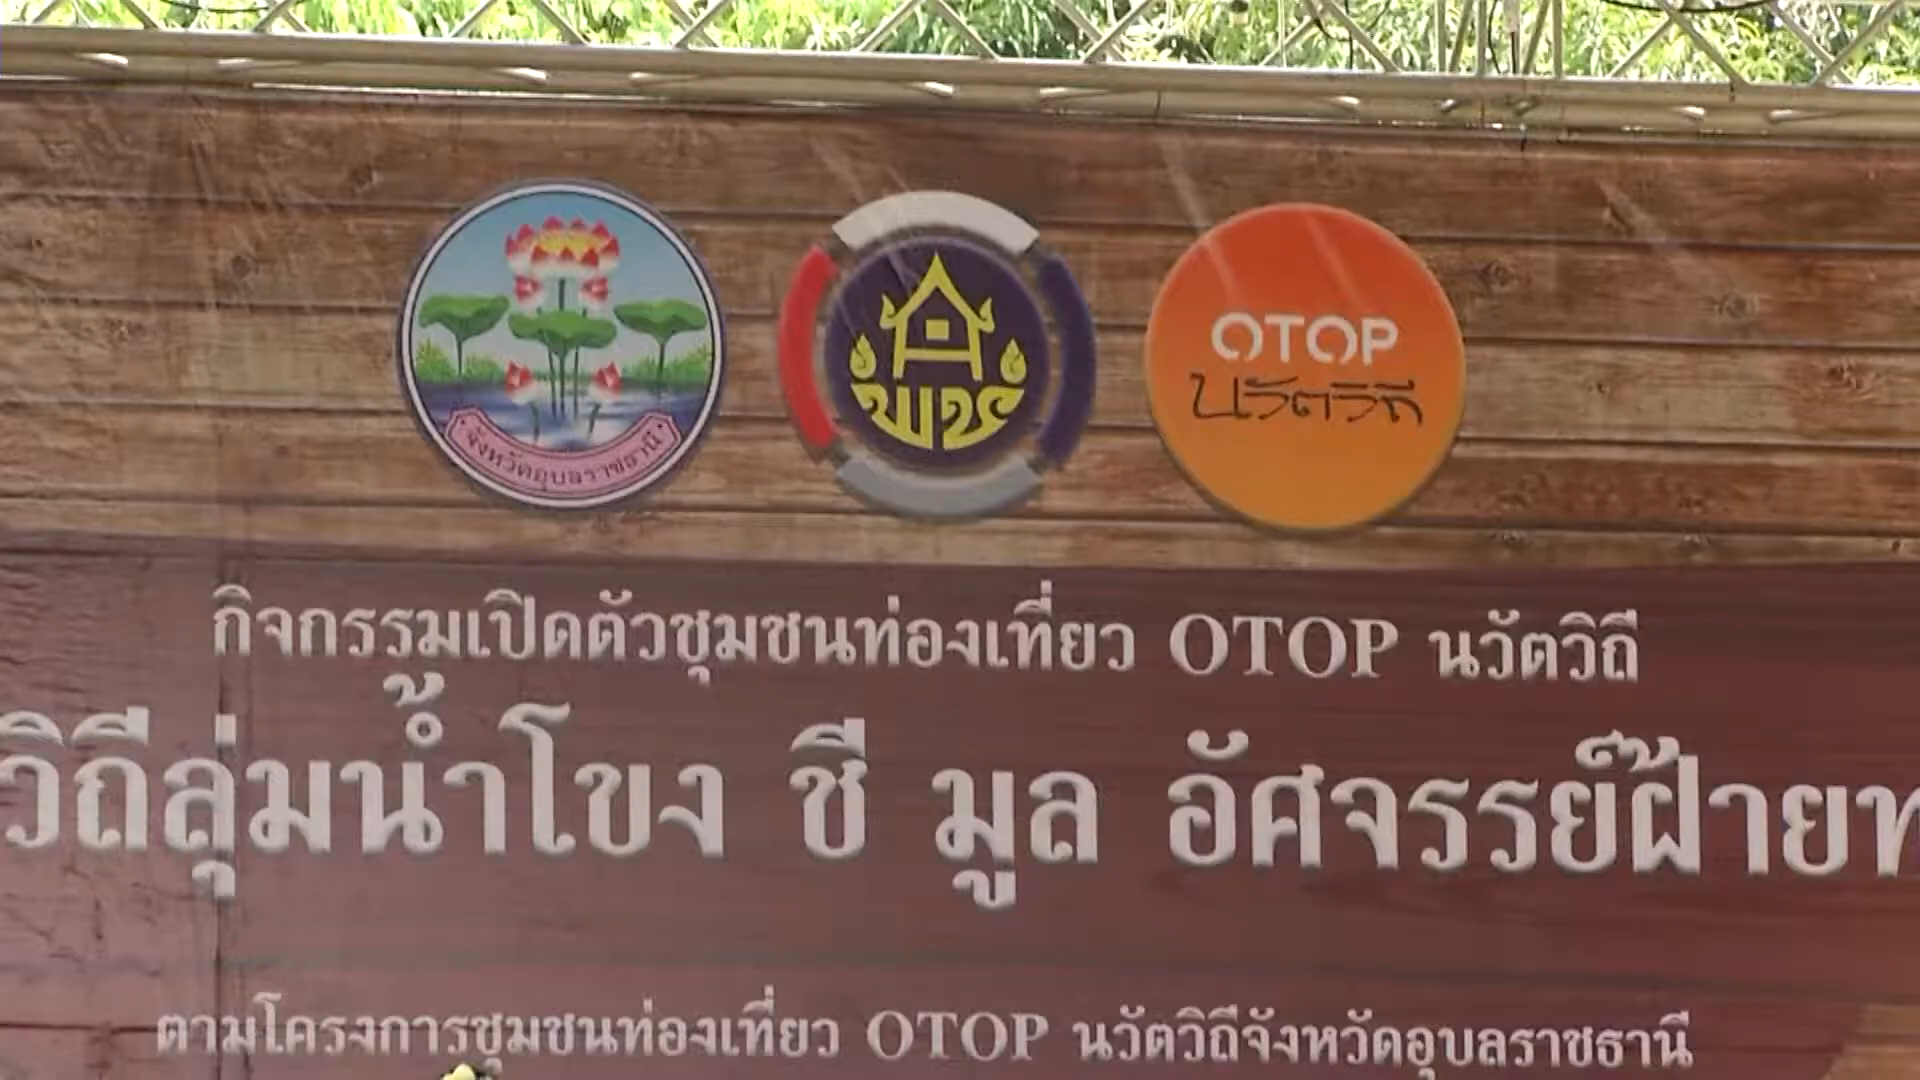 จังหวัดอุบลราชธานี
พช
OTOP
นวัตวิถี
กิจกรรมเปิดตัวชุมชนท่องเที่ยว OTOP นวัตวิถี
วิถีลุ่มน้ำโขง ชี มูล อัศจรรย์ฝ้ายท
ตามโครงการชุมชนท่องเที่ยว OTOP นวัตวิถีจังหวัดอุบลราชธานี